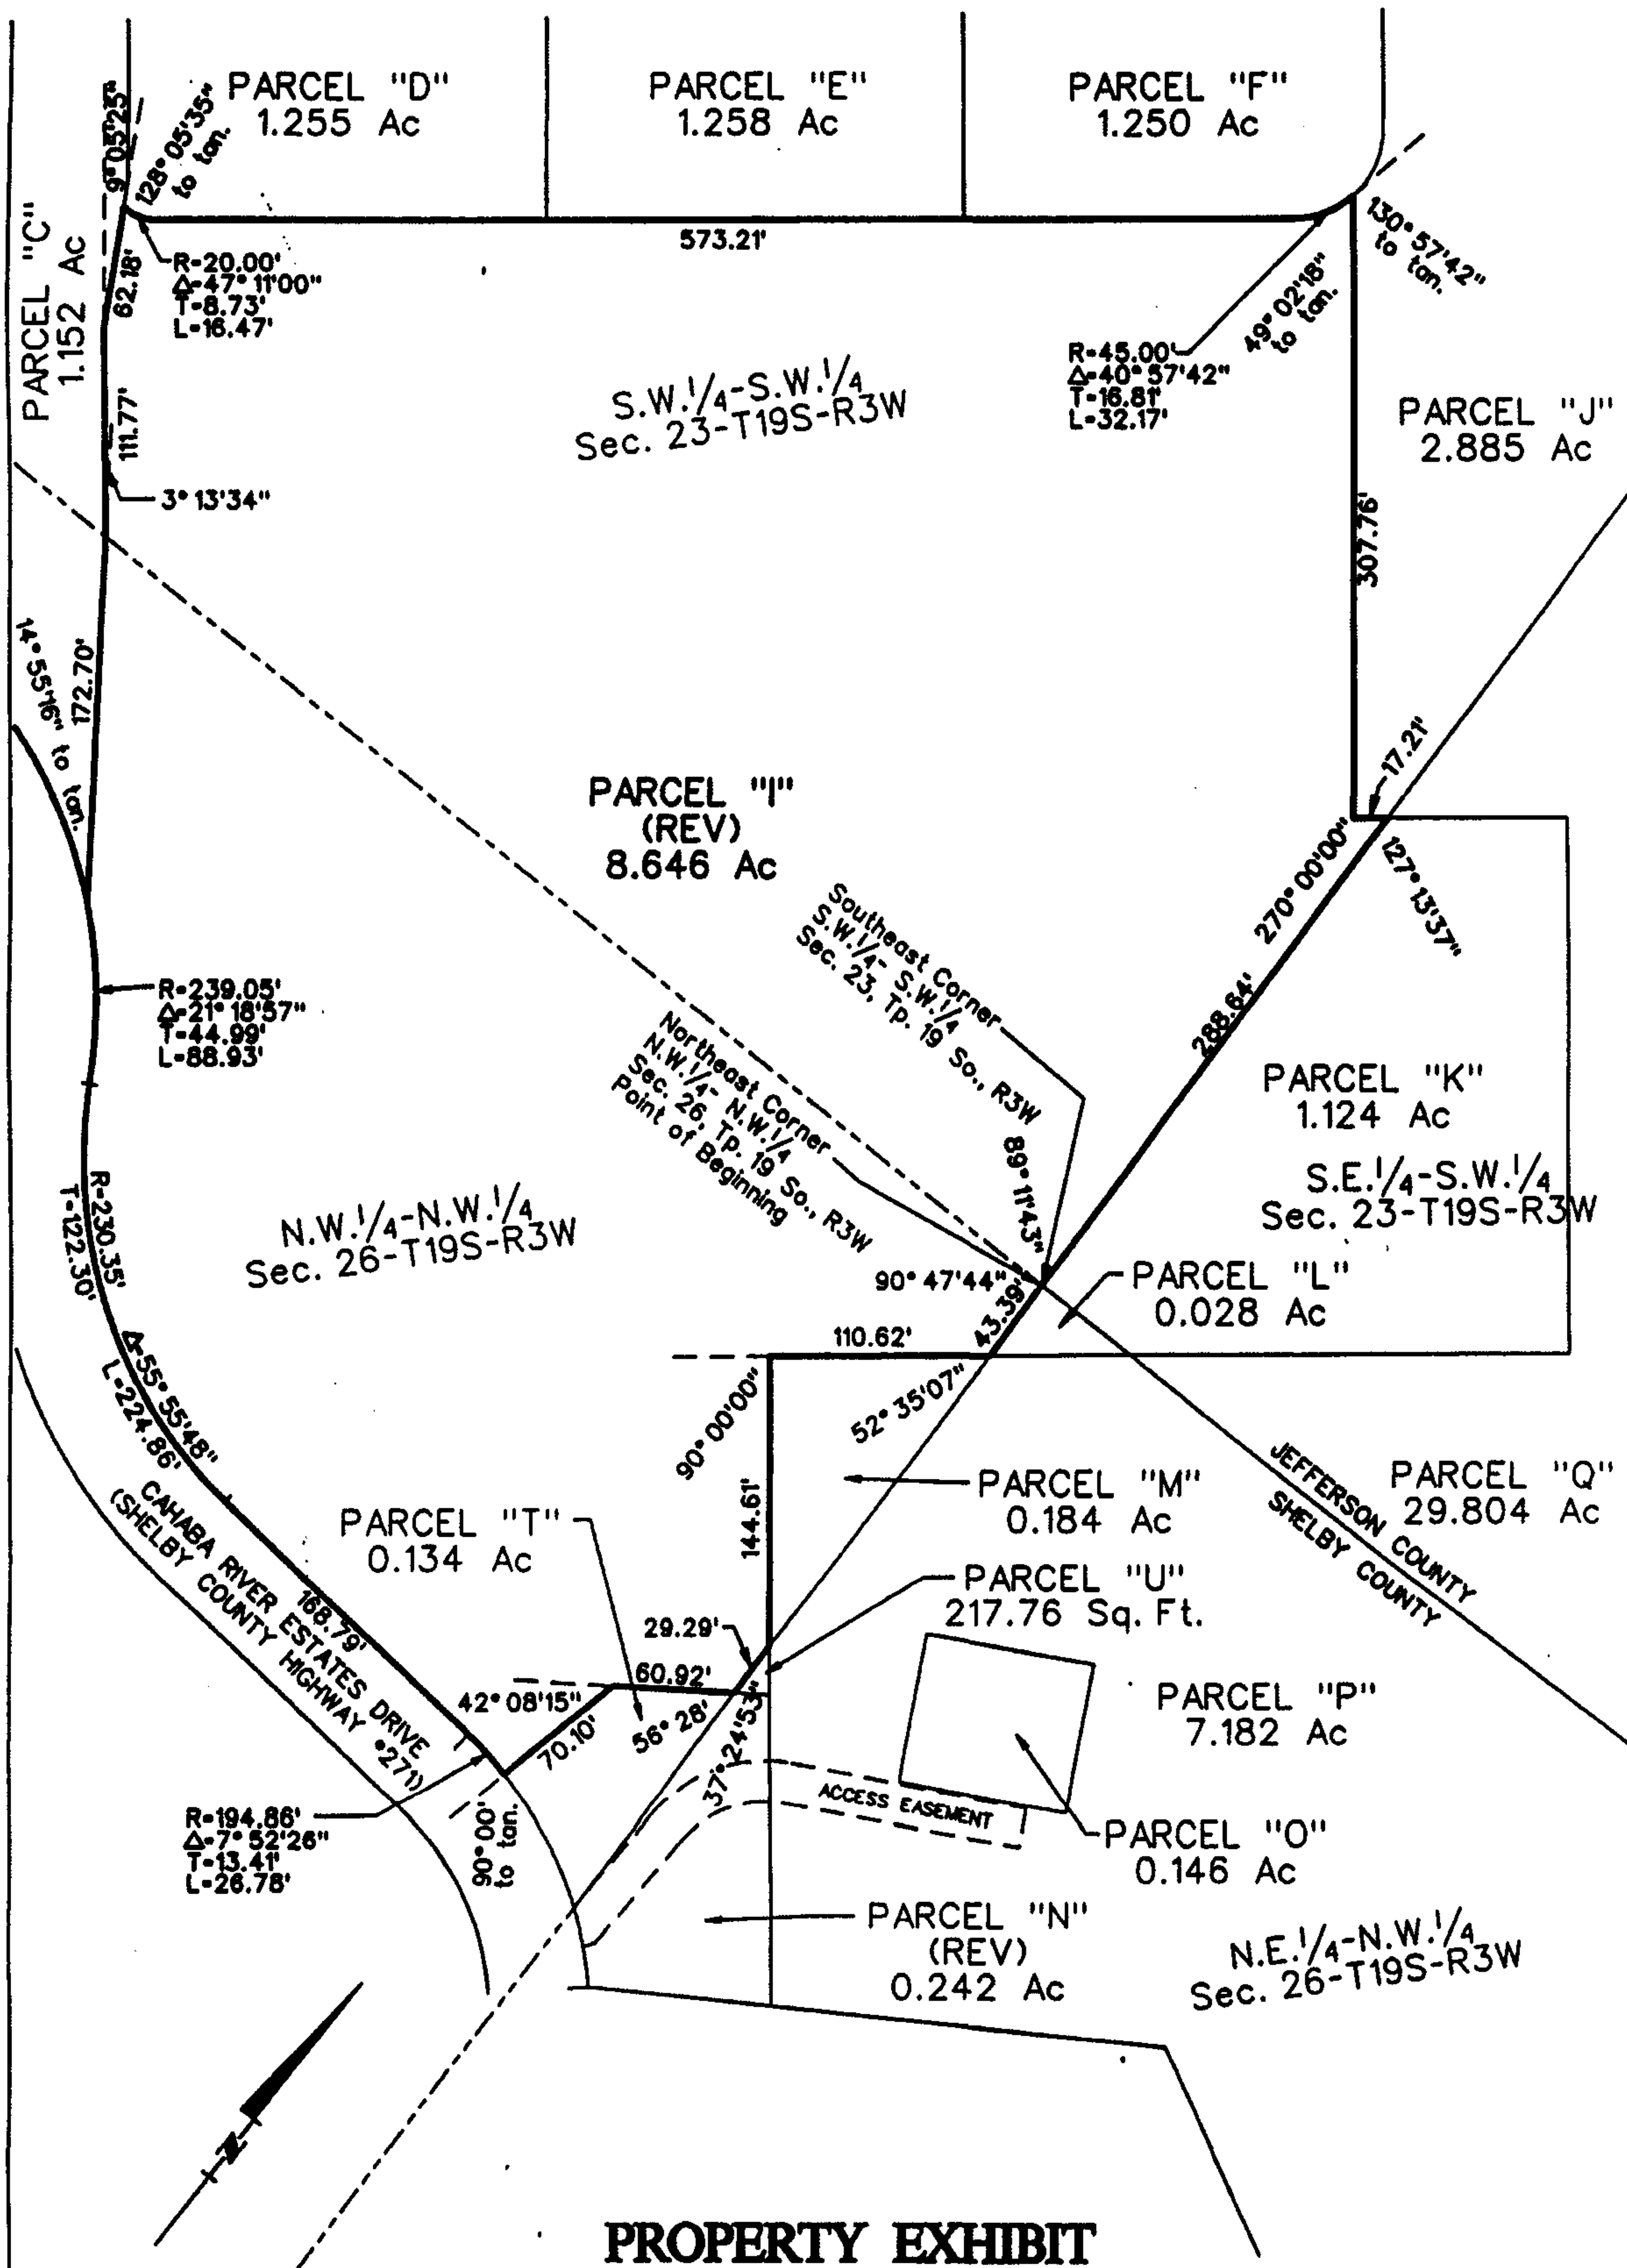 PARCEL "D"
1.255 Ac
PARCEL "E"
1.258 Ac
PARCEL "F"
1.250 Ac
9°05'25"
128°05'35"
to tan.
PARCEL "C"
1.152 Ac
62.18'
R=20.00'
Δ=47°11'00"
T=8.73'
L=16.47'
573.21'
130°57'42"
to tan.
49°02'18"
to tan.
R=45.00'
Δ=40°57'42"
T=16.81'
L=32.17'
S.W.1/4-S.W.1/4
Sec. 23-T19S-R3W
PARCEL "J"
2.885 Ac
111.77'
3°13'34"
307.76'
14°55'16" to tan.
172.70'
17.21'
PARCEL "I"
(REV)
8.646 Ac
270°00'00"
127°13'37"
Southeast Corner
S.W.1/4- S.W.1/4
Sec. 23, Tp. 19 So., R3W
288.64'
R=239.05'
Δ=21°18'57"
T=44.99'
L=88.93'
Northeast Corner
N.W.1/4- N.W.1/4
Sec. 26, Tp. 19 So., R3W
Point of Beginning
PARCEL "K"
1.124 Ac
89°11'43"
S.E.1/4-S.W.1/4
Sec. 23-T19S-R3W
R=230.35'
T=122.30'
N.W.1/4-N.W.1/4
Sec. 26-T19S-R3W
90°47'44"
43.39'
PARCEL "L"
0.028 Ac
110.62'
Δ=55°55'48"
L=224.86'
90°00'00"
52°35'07"
JEFFERSON COUNTY
SHELBY COUNTY
PARCEL "Q"
29.804 Ac
PARCEL "M"
0.184 Ac
144.61'
CAHABA RIVER ESTATES DRIVE
(SHELBY COUNTY HIGHWAY #271)
168.79'
PARCEL "T"
0.134 Ac
PARCEL "U"
217.76 Sq. Ft.
29.29'
60.92'
42°08'15"
70.10'
56°28'
37°24'53"
PARCEL "P"
7.182 Ac
ACCESS EASEMENT
R=194.86'
Δ=7°52'26"
T=13.41'
L=26.78'
90°00'
to tan.
PARCEL "O"
0.146 Ac
PARCEL "N"
(REV)
0.242 Ac
N.E.1/4-N.W.1/4
Sec. 26-T19S-R3W
N
PROPERTY EXHIBIT